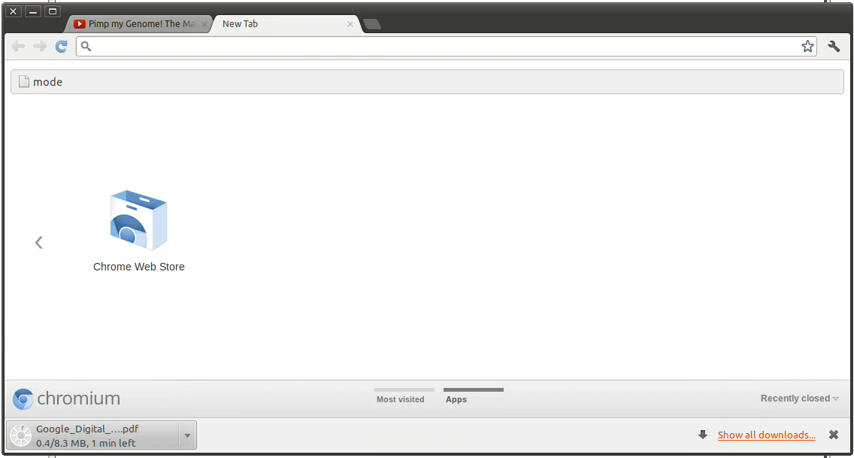 Pimp my Genome! The Ma
New Tab
mode
Chrome Web Store
chromium
Most visited
Apps
Recently closed
Google_Digital_....pdf
0.4/8.3 MB, 1 min left
Show all downloads...